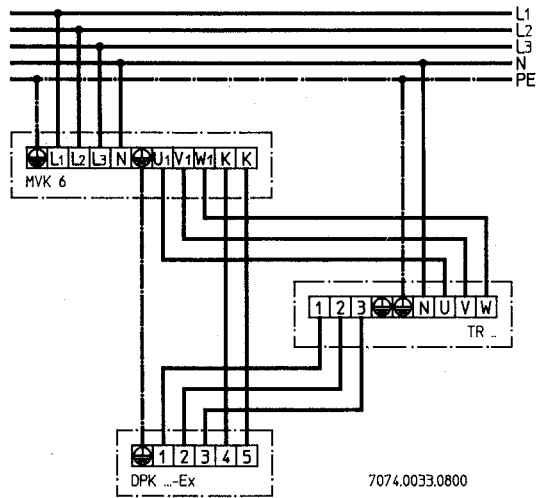 L1
L2
L3
N
PE
L1 L2 L3 N U1 V1 W1 K K
MVK 6
1 2 3 N U V W
TR ..
1 2 3 4 5
DPK ...-Ex
7074.0033.0800